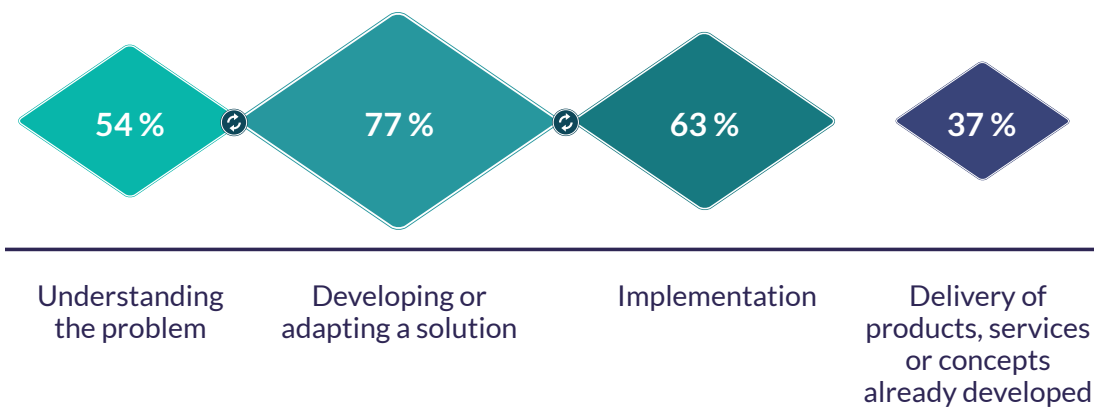 54 %
77 %
63 %
37 %
Understanding
the problem
Developing or
adapting a solution
Implementation
Delivery of
products, services
or concepts
already developed